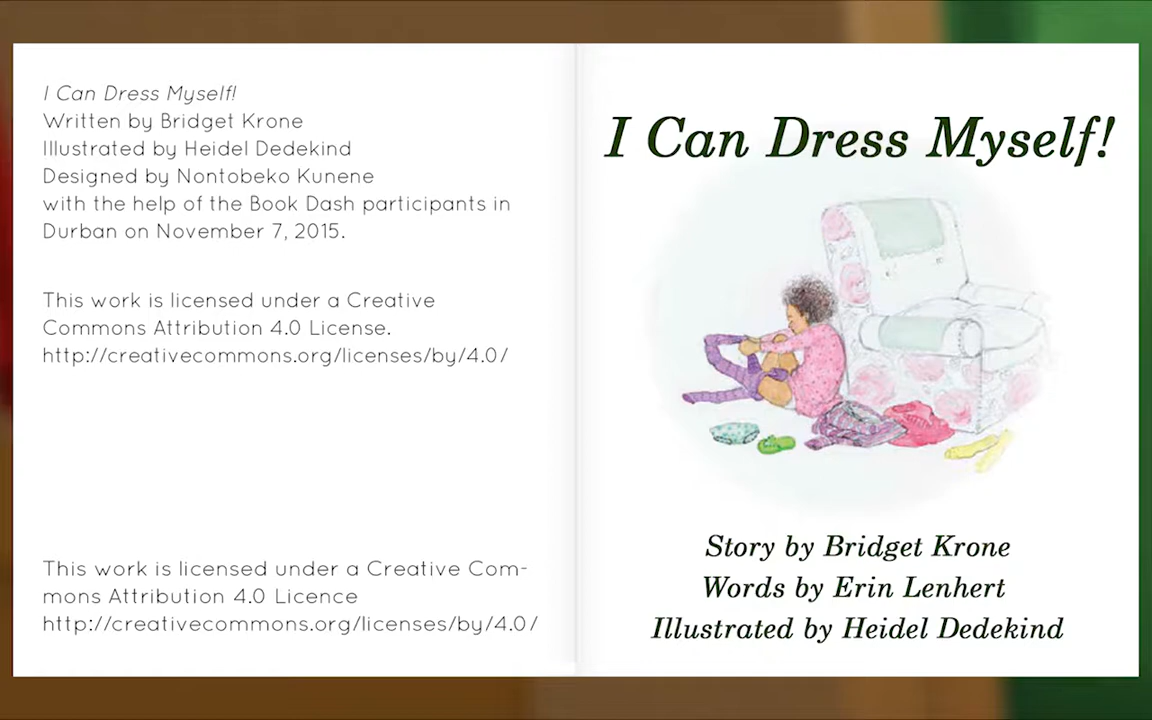 I Can Dress Myself!
Written by Bridget Krone
Illustrated by Heidel Dedekind
Designed by Nontobeko Kunene
with the help of the Book Dash participants in
Durban on November 7, 2015.
This work is licensed under a Creative
Commons Attribution 4.0 License.
http://creativecommons.org/licenses/by/4.0/
This work is licensed under a Creative Com-
mons Attribution 4.0 Licence
http://creativecommons.org/licenses/by/4.0/
I Can Dress Myself!
Story by Bridget Krone
Words by Erin Lenhert
Illustrated by Heidel Dedekind